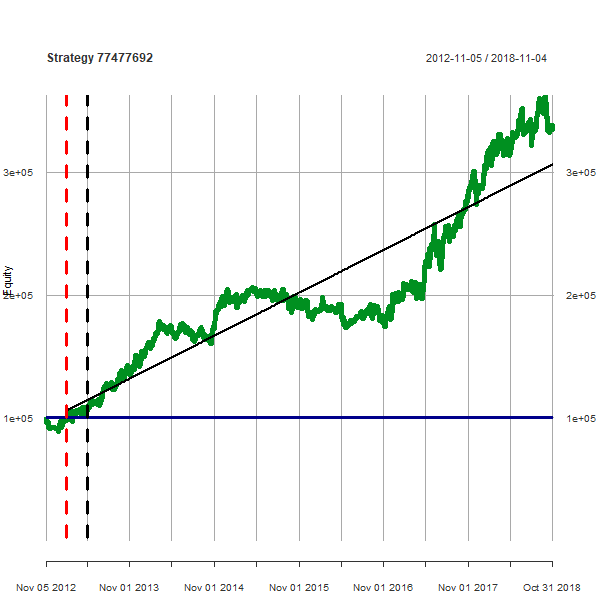 Strategy 77477692
2012-11-05 / 2018-11-04
3e+05
3e+05
Equity
2e+05
2e+05
1e+05
1e+05
Nov 05 2012
Nov 01 2013
Nov 01 2014
Nov 01 2015
Nov 01 2016
Nov 01 2017
Oct 31 2018